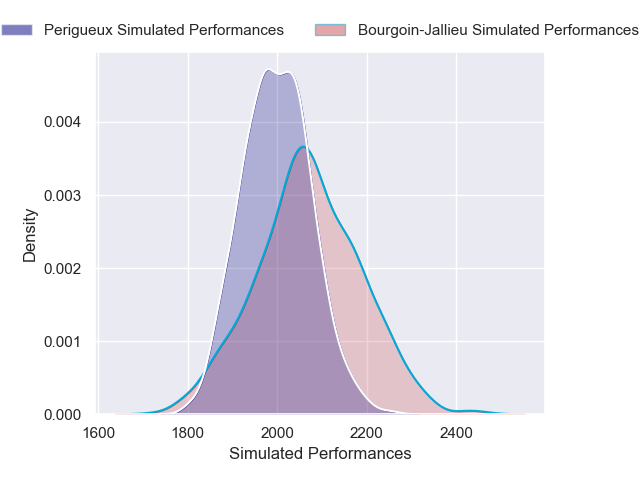 Perigueux Simulated Performances
Bourgoin-Jallieu Simulated Performances
0.004
0.003
0.002
0.001
0.000
Density
1600 1800 2000 2200 2400
Simulated Performances